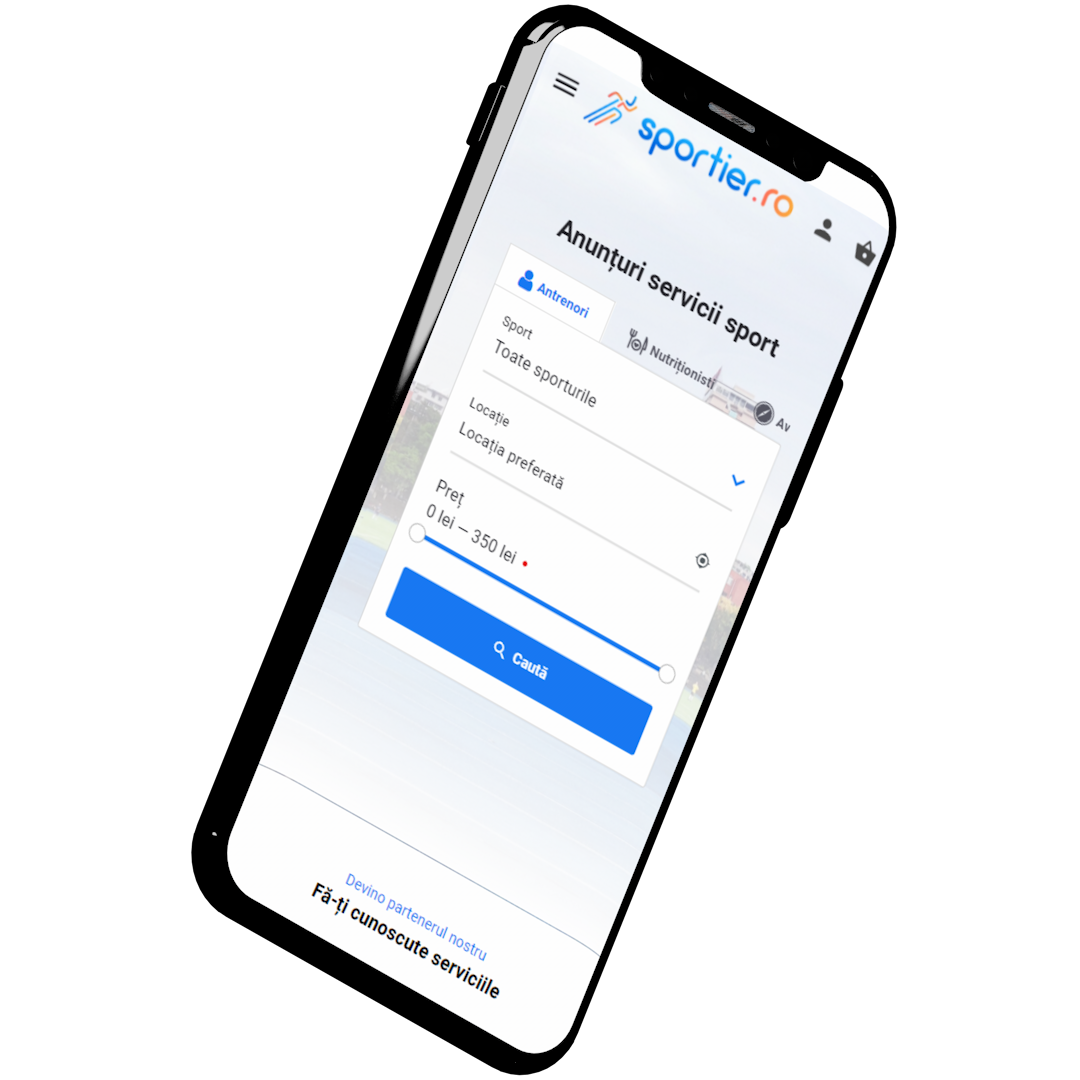 sportier.ro
Anunțuri servicii sport
Antrenori
Nutriționisti
Av
Sport
Toate sporturile
Locație
Locația preferată
Preț
0 lei – 350 lei
Caută
Devino partenerul nostru
Fă-ți cunoscute serviciile